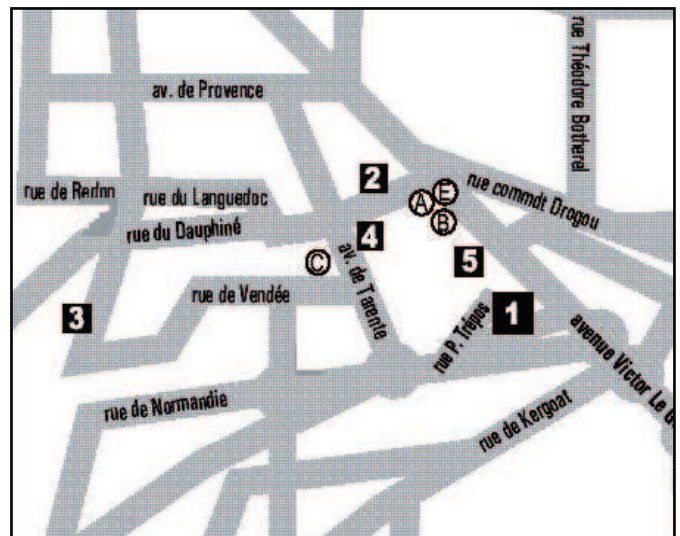 rue Théodore Botherel
av. de Provence
rue de Redon
rue du Languedoc
2
E
A
B
rue commdt Drogou
rue du Dauphiné
4
5
C
av. de Tarente
rue de Vendée
3
1
rue P. Trépos
avenue Victor Le G
rue de Normandie
rue de Kergoat